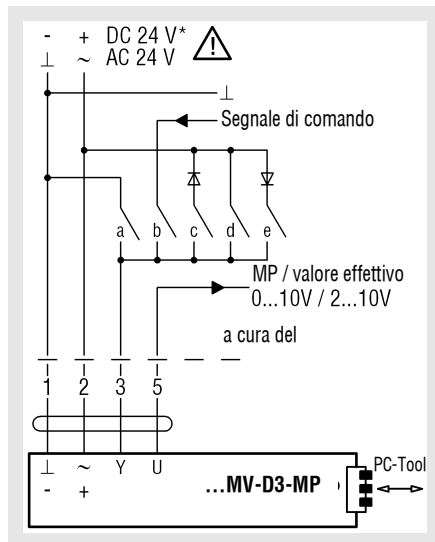 - + DC 24 V*
⊥ ~ AC 24 V
⊥
Segnale di comando
a b c d e
MP / valore effettivo
0...10V / 2...10V
a cura del
1 2 3 5
⊥ ~ Y U
- +
...MV-D3-MP
PC-Tool